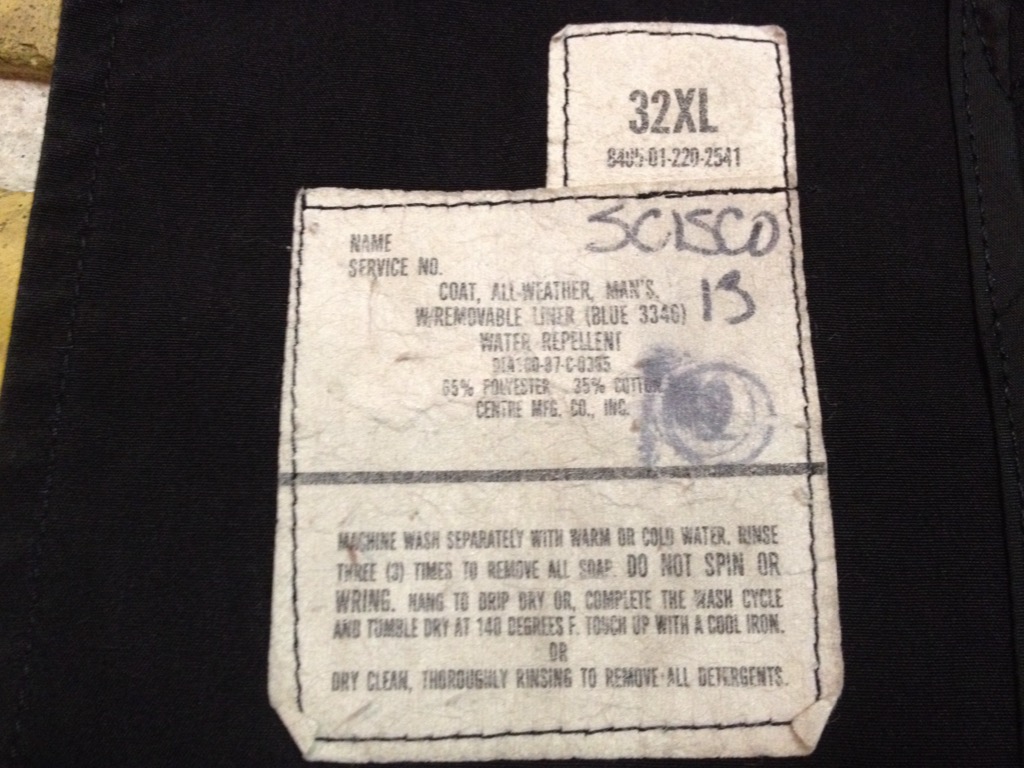 32XL
8405-01-220-2541
SCISCO
NAME
SERVICE NO.
13
COAT, ALL-WEATHER, MAN'S,
W/REMOVABLE LINER (BLUE 3346)
WATER REPELLENT
65% POLYESTER 35% COTTON
CENTRE MFG. CO., INC.
MACHINE WASH SEPARATELY WITH WARM OR COLD WATER. RINSE
THREE (3) TIMES TO REMOVE ALL SOAP. DO NOT SPIN OR
WRING. HANG TO DRIP DRY OR, COMPLETE THE WASH CYCLE
AND TUMBLE DRY AT 140 DEGREES F. TOUCH UP WITH A COOL IRON.
OR
DRY CLEAN, THOROUGHLY RINSING TO REMOVE ALL DETERGENTS.